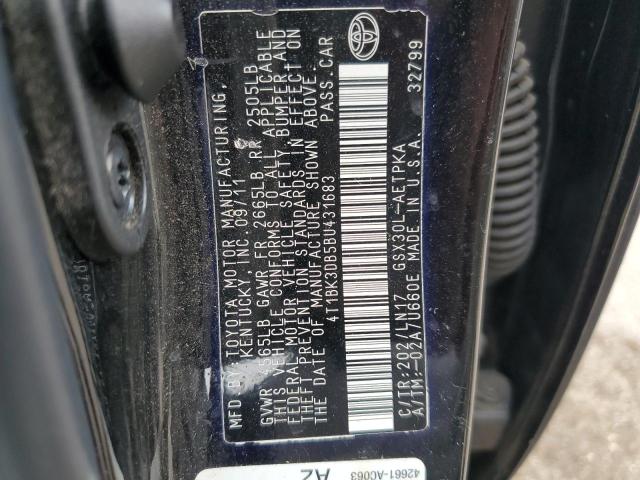 MFD. BY TOYOTA MOTOR MANUFACTURING,
KENTUCKY, INC. 09/11
GVWR 4565LB GAWR FR 2665LB RR 2505LB
THIS VEHICLE CONFORMS TO ALL APPLICABLE
FEDERAL MOTOR VEHICLE SAFETY, BUMPER AND
THEFT PREVENTION STANDARDS IN EFFECT ON
THE DATE OF MANUFACTURE SHOWN ABOVE.
4T1BK3DB5BU431683 PASS.CAR
C/TR:202/LN17 GSX30L-AETPKA
A/TM:-02A/U660E MADE IN U.S.A. 32799
42661-AC063
A2